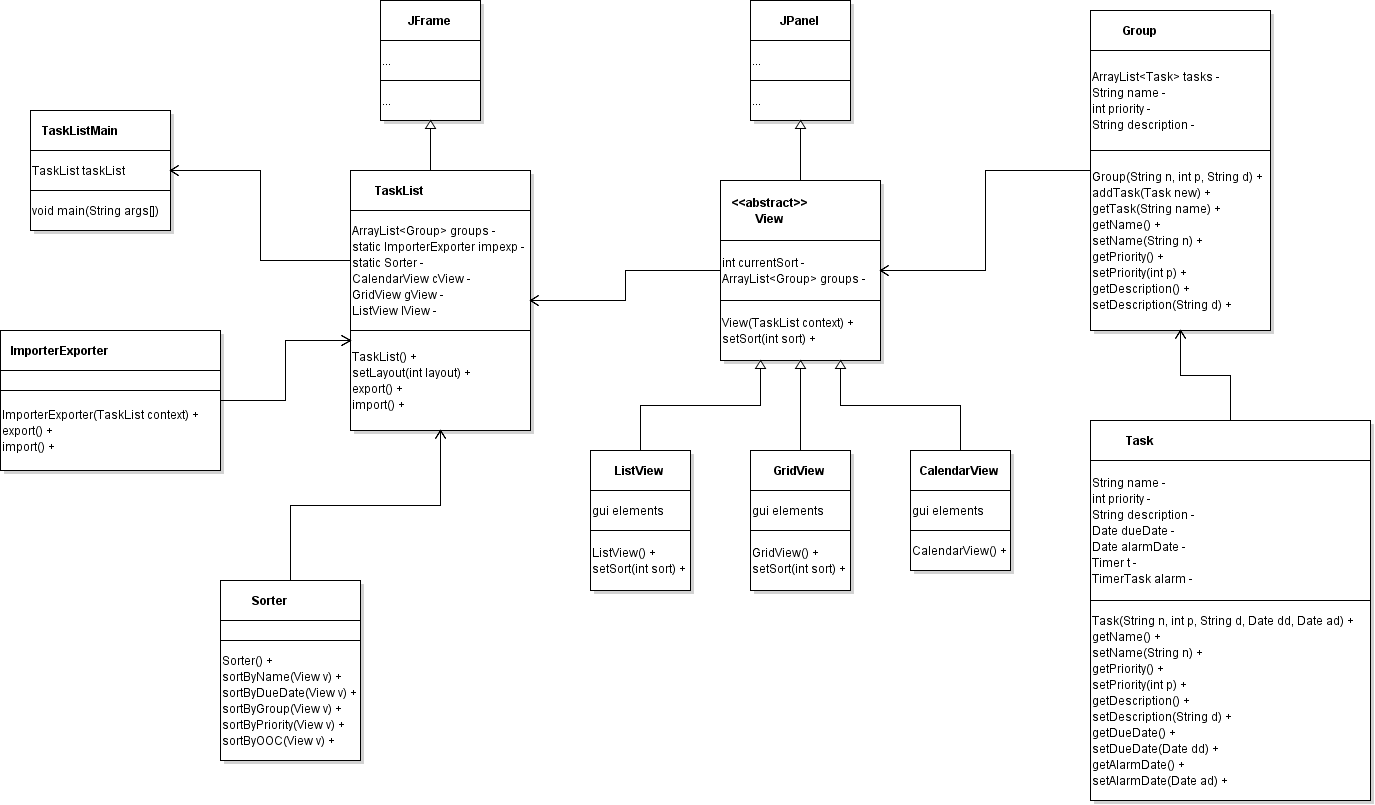 JFrame
...
...
JPanel
...
...
Group
ArrayList<Task> tasks -
String name -
int priority -
String description -
Group(String n, int p, String d) +
addTask(Task new) +
getTask(String name) +
getName() +
setName(String n) +
getPriority() +
setPriority(int p) +
getDescription() +
setDescription(String d) +
TaskListMain
TaskList taskList
void main(String args[])
TaskList
ArrayList<Group> groups -
static ImporterExporter impexp -
static Sorter -
CalendarView cView -
GridView gView -
ListView lView -
TaskList() +
setLayout(int layout) +
export() +
import() +
<<abstract>>
View
int currentSort -
ArrayList<Group> groups -
View(TaskList context) +
setSort(int sort) +
ImporterExporter
ImporterExporter(TaskList context) +
export() +
import() +
ListView
gui elements
ListView() +
setSort(int sort) +
GridView
gui elements
GridView() +
setSort(int sort) +
CalendarView
gui elements
CalendarView() +
Task
String name -
int priority -
String description -
Date dueDate -
Date alarmDate -
Timer t -
TimerTask alarm -
Task(String n, int p, String d, Date dd, Date ad) +
getName() +
setName(String n) +
getPriority() +
setPriority(int p) +
getDescription() +
setDescription(String d) +
getDueDate() +
setDueDate(Date dd) +
getAlarmDate() +
setAlarmDate(Date ad) +
Sorter
Sorter() +
sortByName(View v) +
sortByDueDate(View v) +
sortByGroup(View v) +
sortByPriority(View v) +
sortByOOC(View v) +